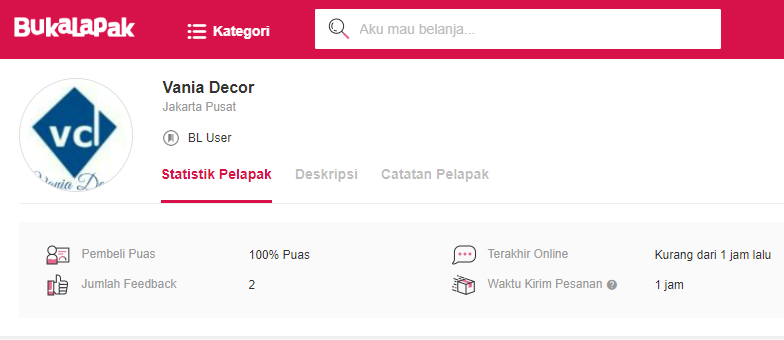 BukaLapak
Kategori
Aku mau belanja...
Vania Decor
Jakarta Pusat
BL User
vcl
Vania De
Statistik Pelapak
Deskripsi
Catatan Pelapak
Pembeli Puas
100% Puas
Terakhir Online
Kurang dari 1 jam lalu
Jumlah Feedback
2
Waktu Kirim Pesanan ?
1 jam